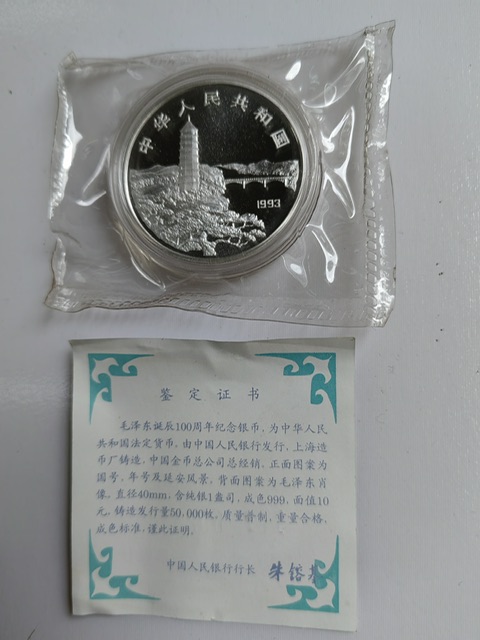 中华人民共和国
1993
鉴定证书
毛泽东诞辰100周年纪念银币，为中华人民
共和国法定货币，由中国人民银行发行，上海造
币厂铸造，中国金币总公司总经销，正面图案为
国号，年号及延安风景，背面图案为毛泽东肖
像。直径40mm，含纯银1盎司，成色999，面值10
元。铸造发行量50,000枚，质量普制，重量合格，
成色标准，谨此证明。
中国人民银行行长 朱镕基